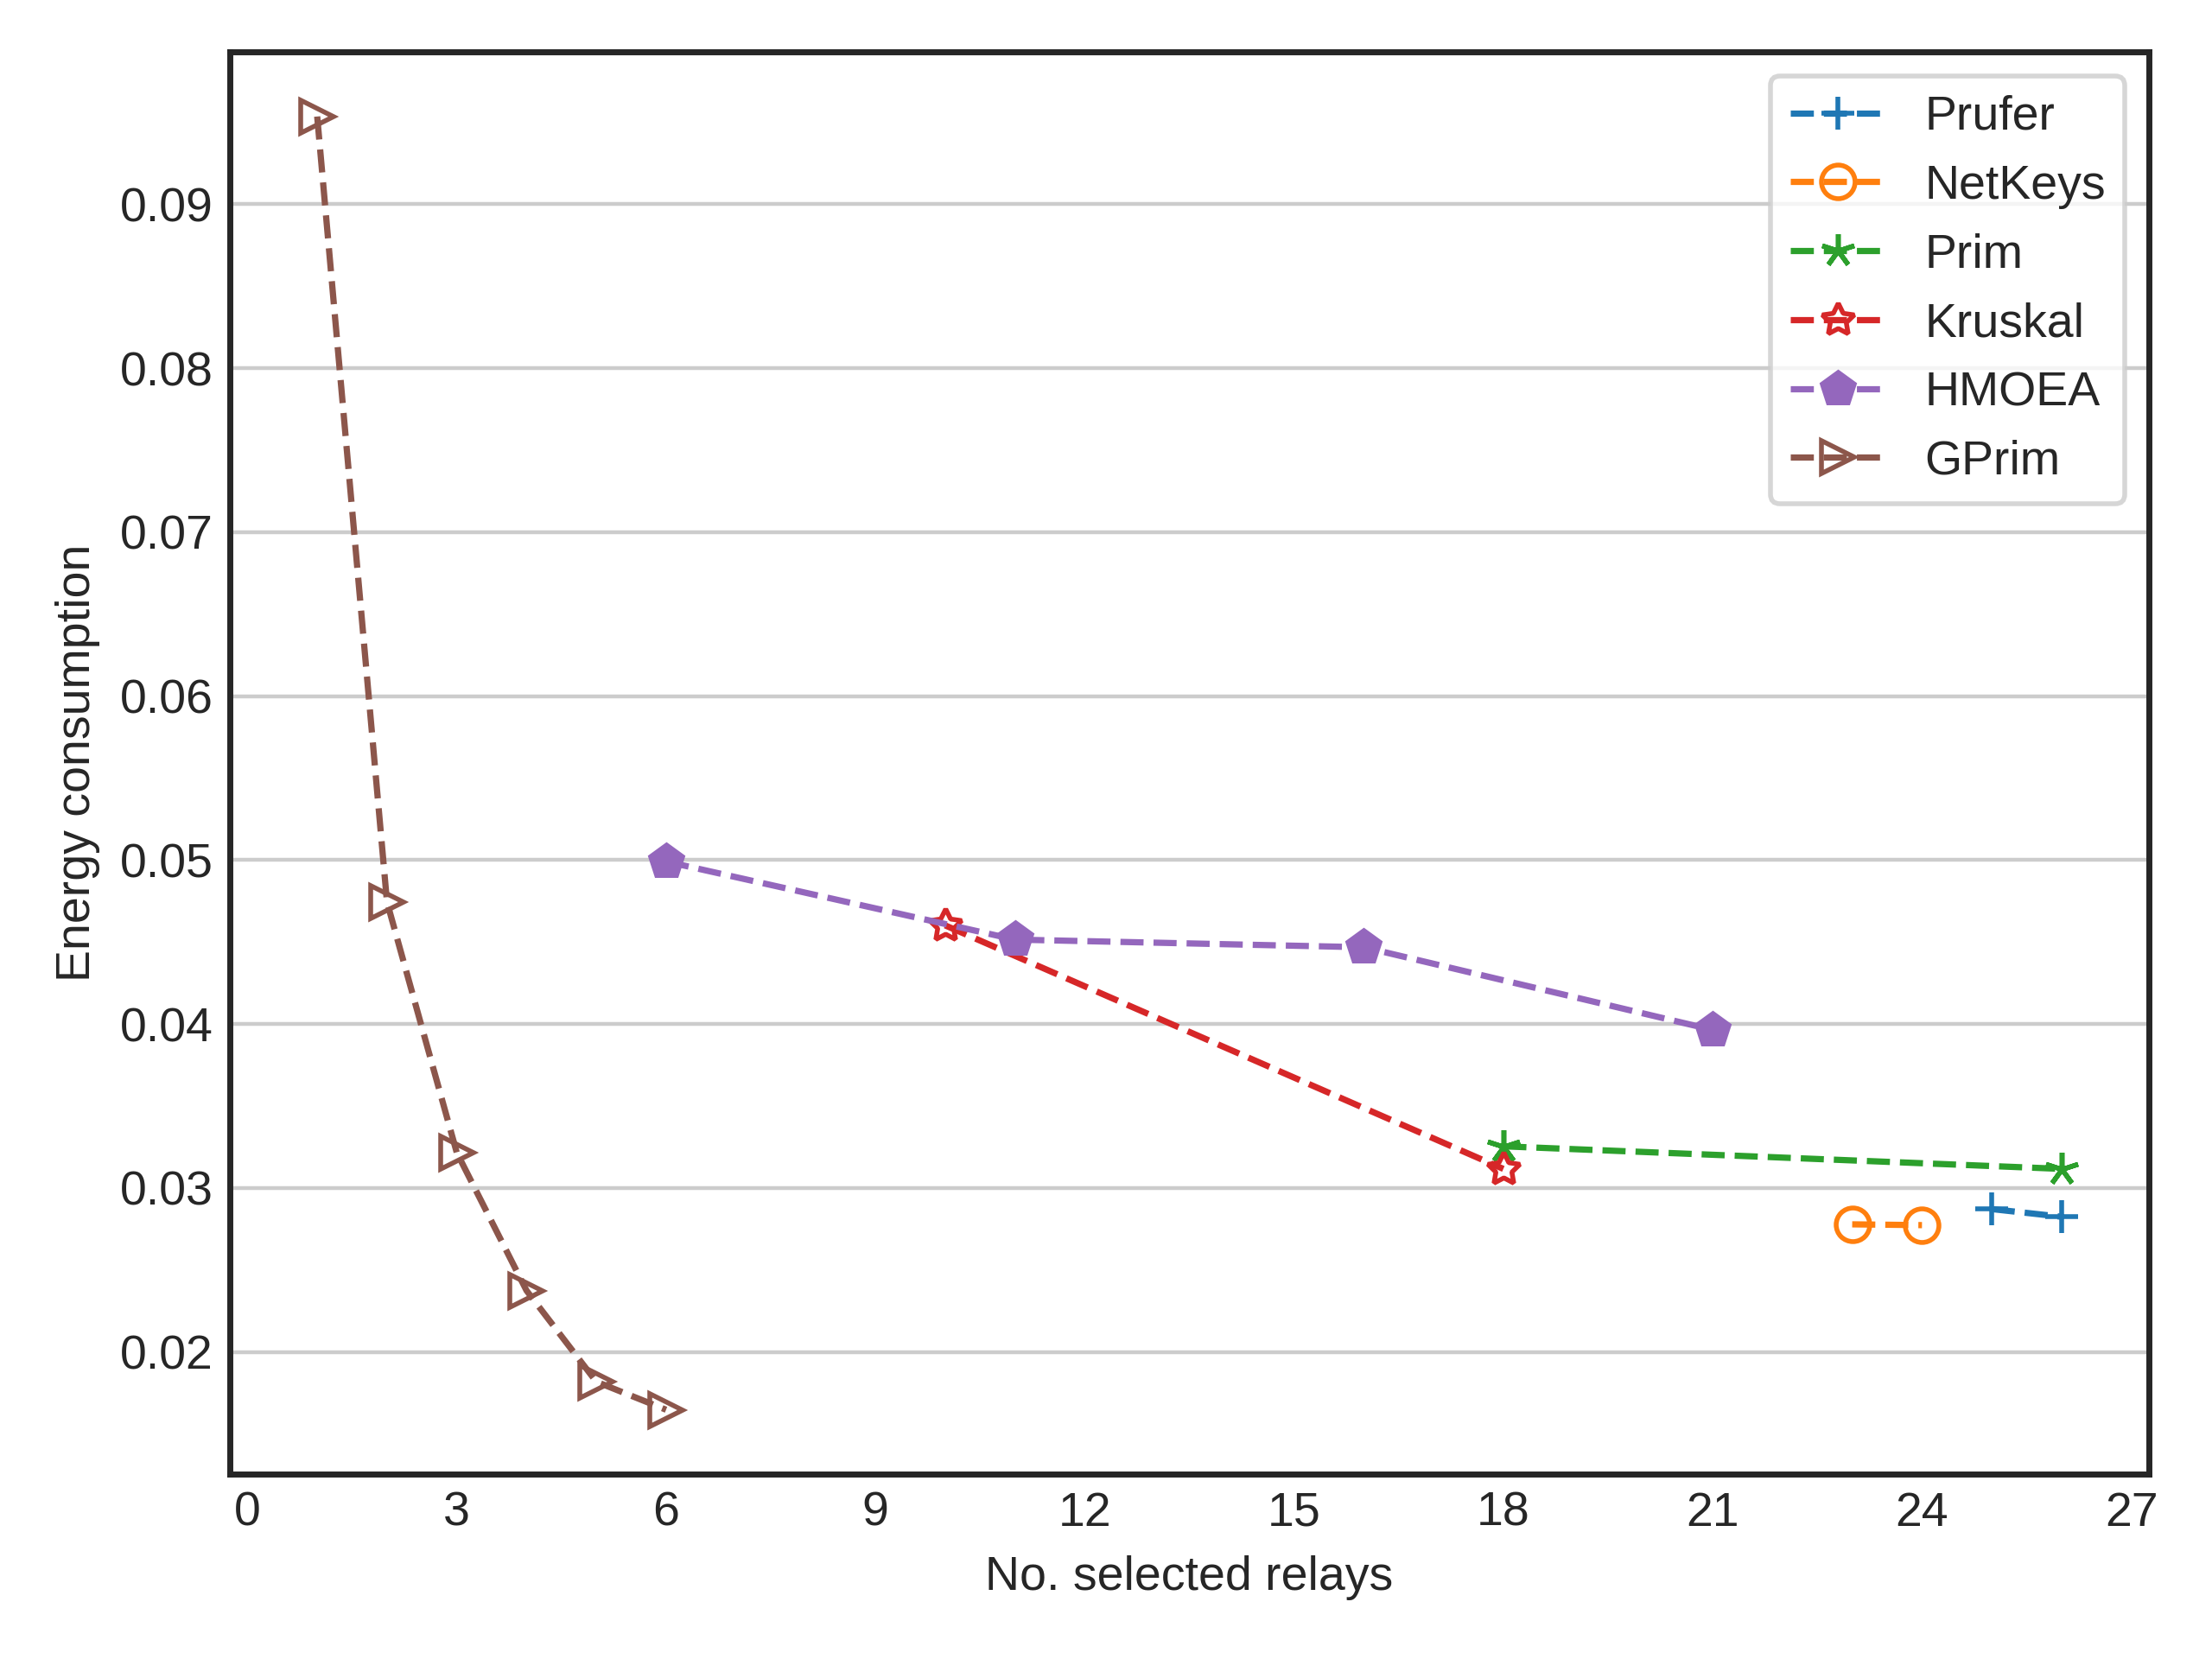 Prufer
NetKeys
Prim
Kruskal
HMOEA
GPrim
0.09
0.08
0.07
0.06
0.05
0.04
0.03
0.02
Energy consumption
0 3 6 9 12 15 18 21 24 27
No. selected relays